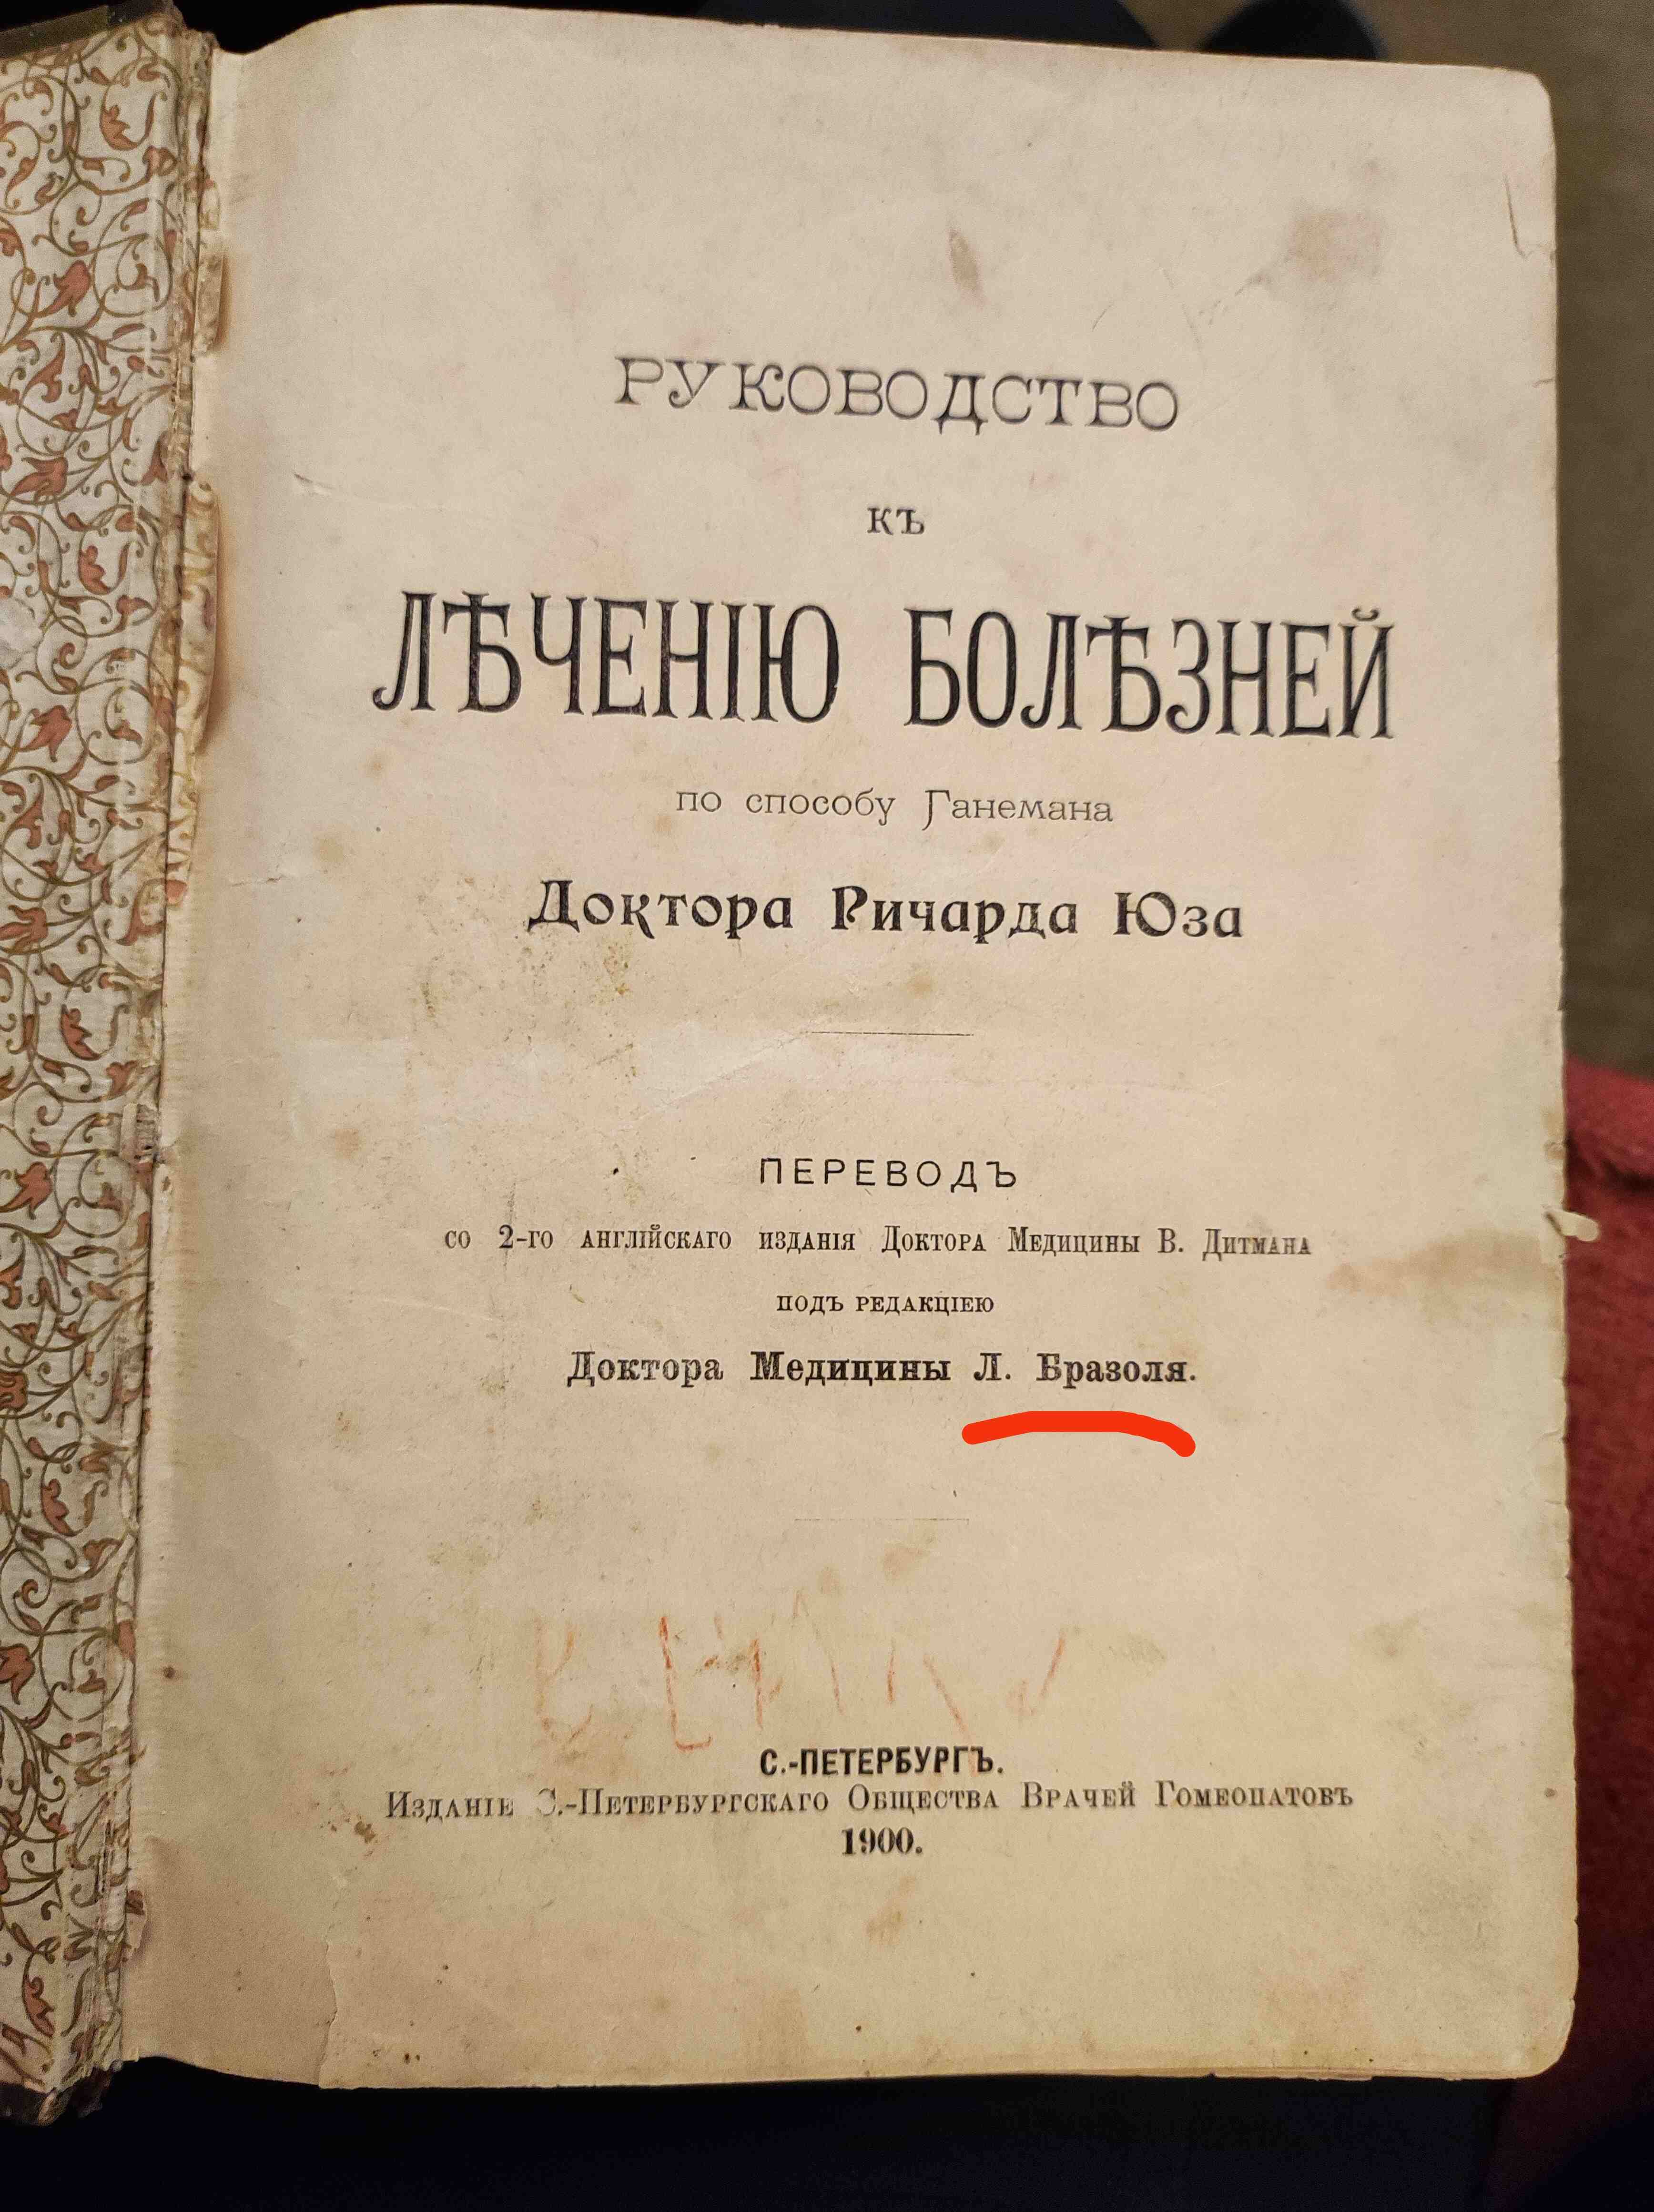 РУКОВОДСТВО
КЪ
ЛѢЧЕНІЮ БОЛѢЗНЕЙ
по способу Ганемана
Доктора Ричарда Юза
ПЕРЕВОДЪ
со 2-го англійскаго изданія Доктора Медицины В. Дитмана
подъ редакціею
Доктора Медицины Л. Бразоля.
С.-ПЕТЕРБУРГЪ.
Изданіе С.-Петербургскаго Общества Врачей Гомеопатовъ
1900.